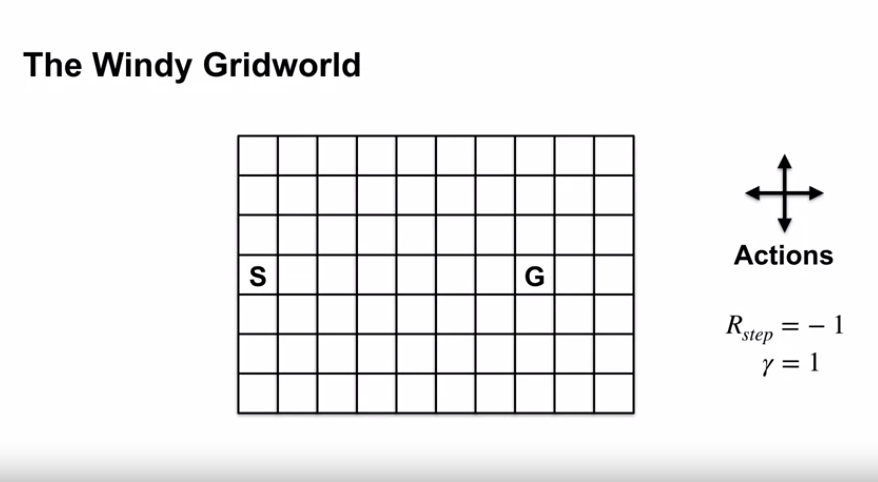 The Windy Gridworld
S
G
Actions
R_step = − 1
γ = 1